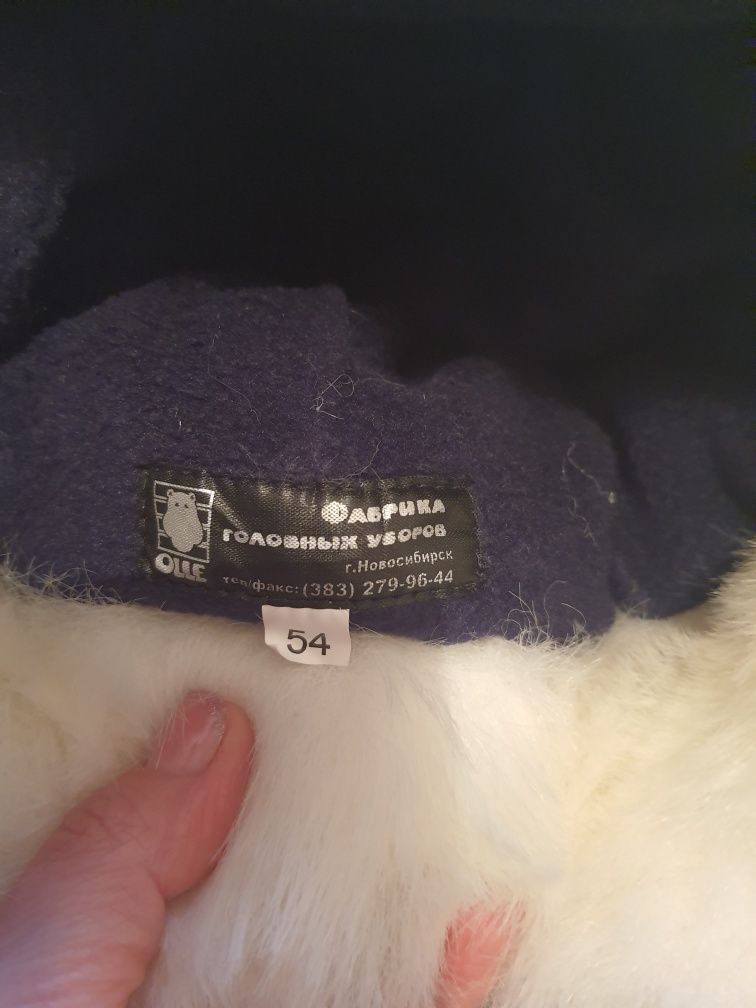 OLLE
ФАБРИКА
ГОЛОВНЫХ УБОРОВ
г.Новосибирск
тел/факс: (383) 279-96-44
54